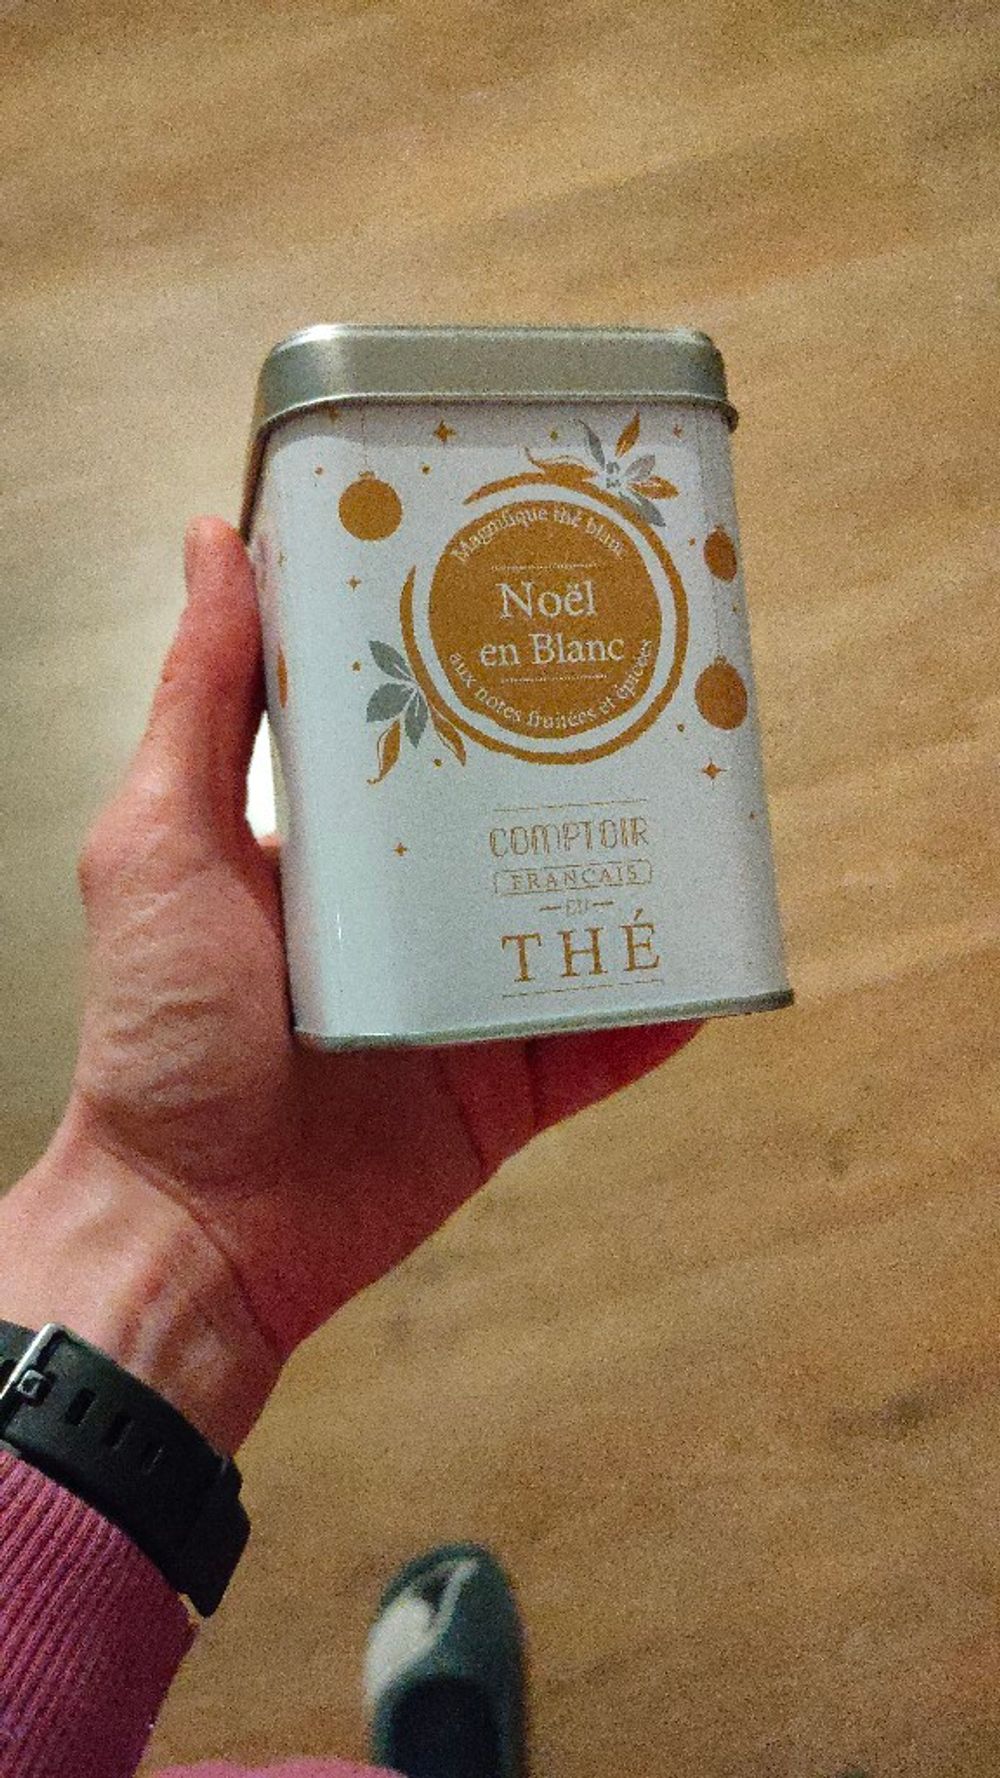 Magnifique thé blanc
Noël
en Blanc
aux notes fruitées et épicées
COMPTOIR
FRANÇAIS
DU
THÉ